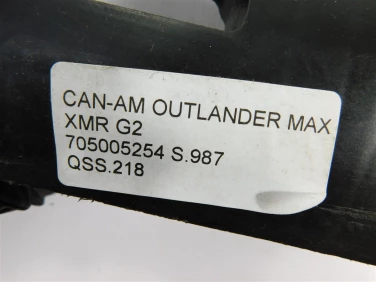 CAN-AM OUTLANDER MAX
XMR G2
705005254 S.987
QSS.218